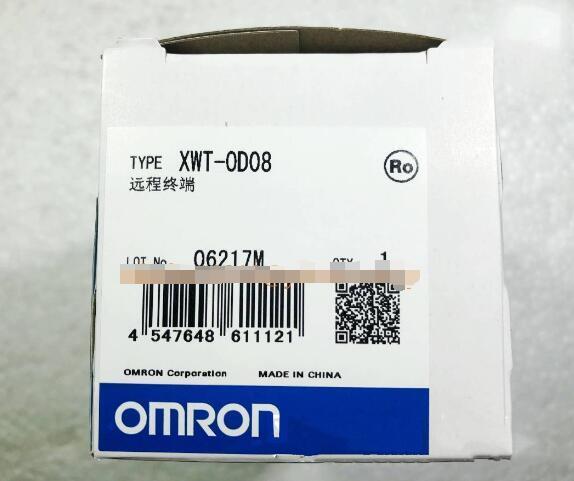 TYPE XWT-OD08
Ro
远程终端
LOT No. 06217M QTY 1
4 547648 611121
OMRON Corporation MADE IN CHINA
OMRON